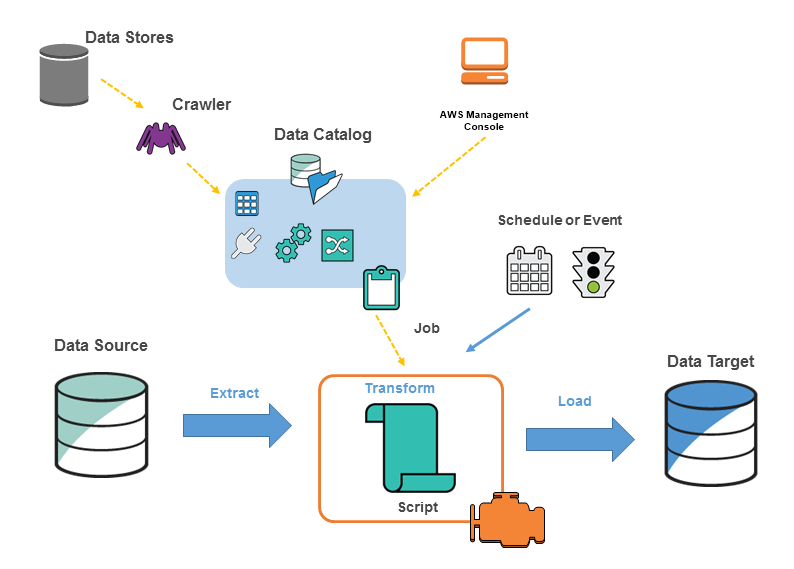 Data Stores
Crawler
Data Catalog
AWS Management
Console
Schedule or Event
Job
Data Source
Data Target
Extract
Transform
Load
Script